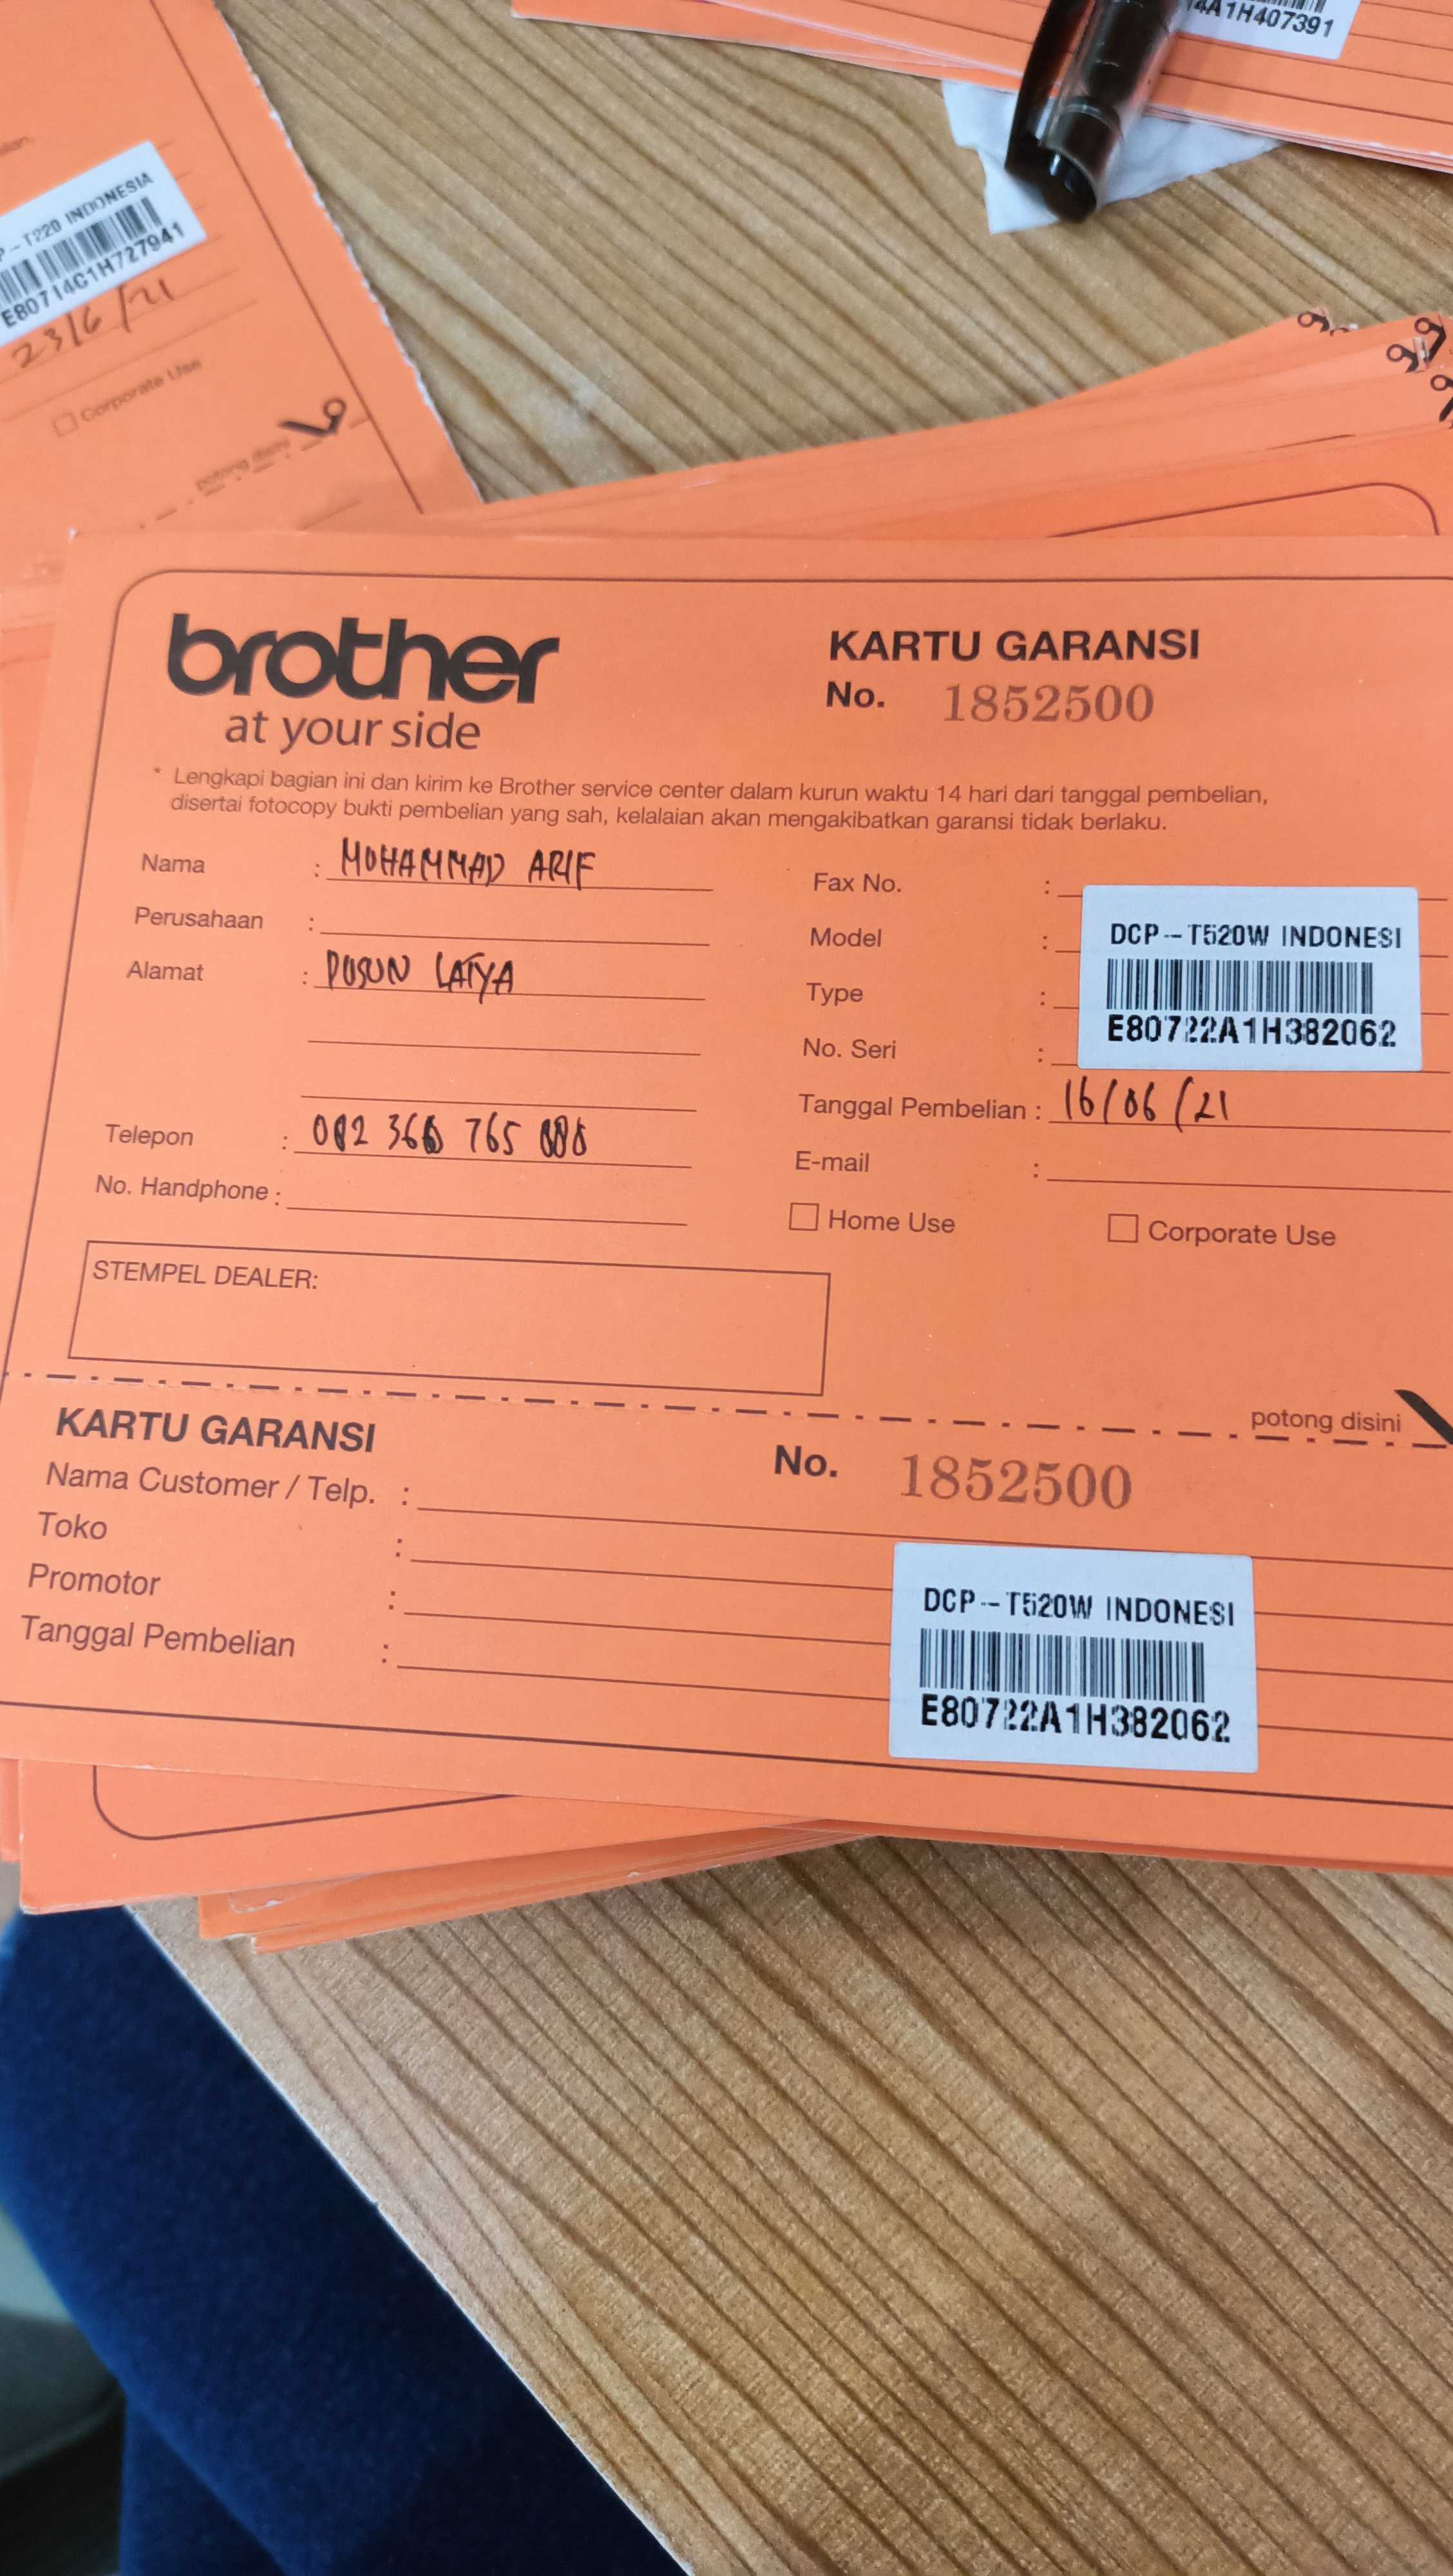 4A1H407391
P-T220 INDONESIA
E80714C1H727941
23/6/21
Corporate Use
potong disini
brother
at your side
KARTU GARANSI
No. 1852500
* Lengkapi bagian ini dan kirim ke Brother service center dalam kurun waktu 14 hari dari tanggal pembelian,
disertai fotocopy bukti pembelian yang sah, kelalaian akan mengakibatkan garansi tidak berlaku.
Nama : MOHAMMAD ARIF
Perusahaan :
Alamat : DUSUN LATYA
Telepon : 082 366 765 888
No. Handphone :
Fax No. :
Model :
Type :
No. Seri :
DCP-T520W INDONESI
E80722A1H382062
Tanggal Pembelian : 16/06/21
E-mail :
Home Use
Corporate Use
STEMPEL DEALER:
potong disini
KARTU GARANSI
No. 1852500
Nama Customer / Telp. :
Toko :
Promotor :
Tanggal Pembelian :
DCP-T520W INDONESI
E80722A1H382062